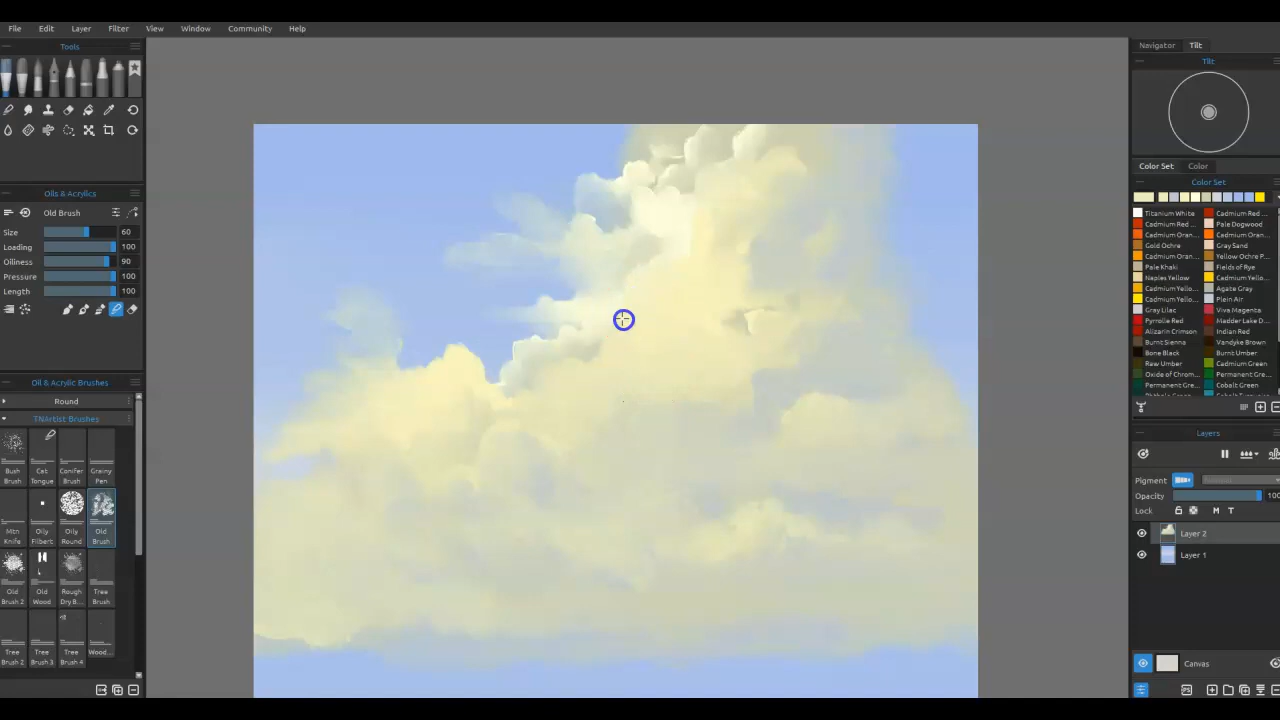 File Edit Layer Filter View Window Community Help
Tools
Oils & Acrylics
Old Brush
Size 60
Loading 100
Oiliness 90
Pressure 100
Length 100
Oil & Acrylic Brushes
Round
TNArtist Brushes
Bush Brush
Cat Tongue
Conifer Brush
Grainy Pen
Mtn Knife
Oily Filbert
Oily Round
Old Brush
Old Brush 2
Old Wood
Rough Dry B...
Tree Brush
Tree Brush 2
Tree Brush 3
Tree Brush 4
Wood...
Navigator Tilt
Tilt
Color Set Color
Color Set
Titanium White Cadmium Red ...
Cadmium Red ... Pale Dogwood
Cadmium Oran... Cadmium Oran...
Gold Ochre Gray Sand
Cadmium Oran... Yellow Ochre P...
Pale Khaki Fields of Rye
Naples Yellow Cadmium Yello...
Cadmium Yello... Agate Gray
Cadmium Yello... Plein Air
Gray Lilac Viva Magenta
Pyrrolle Red Madder Lake D...
Alizarin Crimson Indian Red
Burnt Sienna Vandyke Brown
Bone Black Burnt Umber
Raw Umber Cadmium Green
Oxide of Chrom... Permanent Gre...
Permanent Gre... Cobalt Green
Layers
Pigment
Opacity 100
Lock M T
Layer 2
Layer 1
Canvas
PS